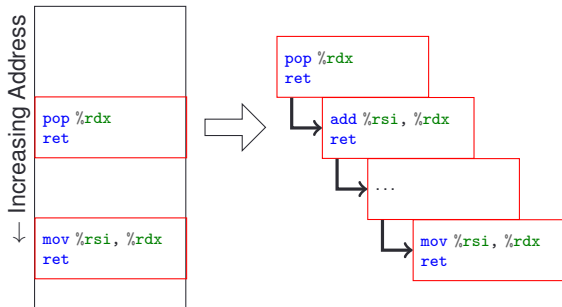 ← Increasing Address
pop %rdx
ret
mov %rsi, %rdx
ret
pop %rdx
ret
add %rsi, %rdx
ret
...
mov %rsi, %rdx
ret